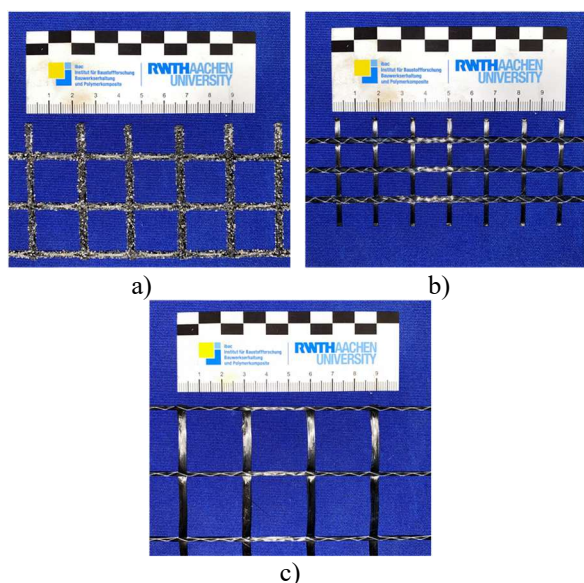 ibac
Institut für Baustoffforschung
Bauwerkserhaltung
und Polymerkomposite
RWTHAACHEN
UNIVERSITY
1 2 3 4 5 6 7 8 9
a)
ibac
Institut für Baustoffforschung
Bauwerkserhaltung
und Polymerkomposite
RWTHAACHEN
UNIVERSITY
1 2 3 4 5 6 7 8 9
b)
ibac
Institut für Baustoffforschung
Bauwerkserhaltung
und Polymerkomposite
RWTHAACHEN
UNIVERSITY
1 2 3 4 5 6 7 8 9
c)